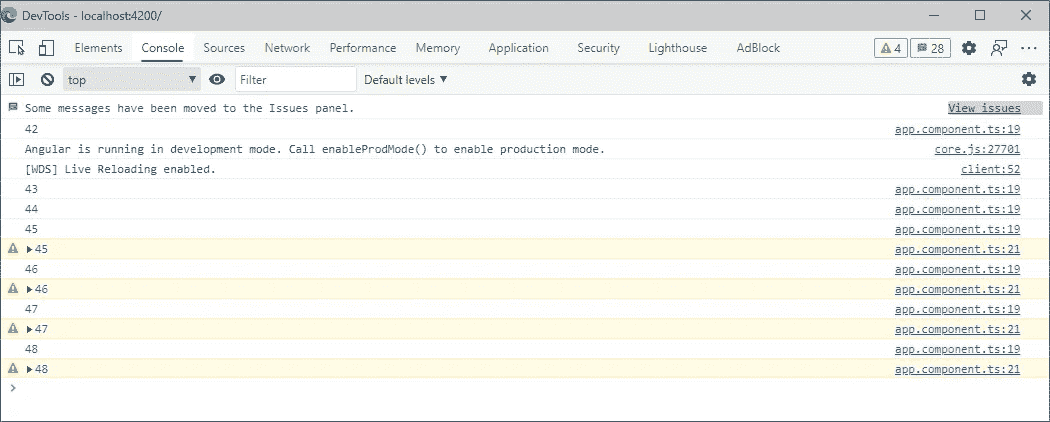 DevTools - localhost:4200/
Elements Console Sources Network Performance Memory Application Security Lighthouse AdBlock 4 28
top Filter Default levels
Some messages have been moved to the Issues panel. View issues
42 app.component.ts:19
Angular is running in development mode. Call enableProdMode() to enable production mode. core.js:27701
[WDS] Live Reloading enabled. client:52
43 app.component.ts:19
44 app.component.ts:19
45 app.component.ts:19
45 app.component.ts:21
46 app.component.ts:19
46 app.component.ts:21
47 app.component.ts:19
47 app.component.ts:21
48 app.component.ts:19
48 app.component.ts:21